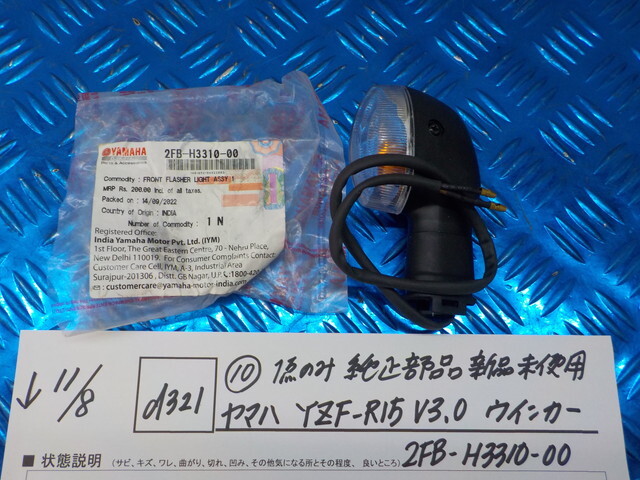 YAMAHA
2FB-H3310-00
Commodity : FRONT FLASHER LIGHT ASSY 1
MRP Rs. 200.00 Inc. of all taxes.
Packed on : 14/09/2022
Country of Origin : INDIA
Number of Commodity : 1 N
Registered Office:
India Yamaha Motor Pvt. Ltd. (IYM)
1st Floor, The Great Eastern Centre, 70 - Nehru Place,
New Delhi 110019. For Consumer Complaints Contact
Customer Care Cell, IYM, A-3, Industrial Area
Surajpur-201306, Distt. GB Nagar, U.P.
: customercare@yamaha-motor-india.com
↓ 11/8 d321 ⑩ 1点のみ 純正部品。新品未使用
ヤマハ YZF-R15 V3.0 ウインカー
2FB-H3310-00
■ 状態説明 (サビ、キズ、ワレ、曲がり、切れ、凹み、その他気になる所とその程度、良いところ)